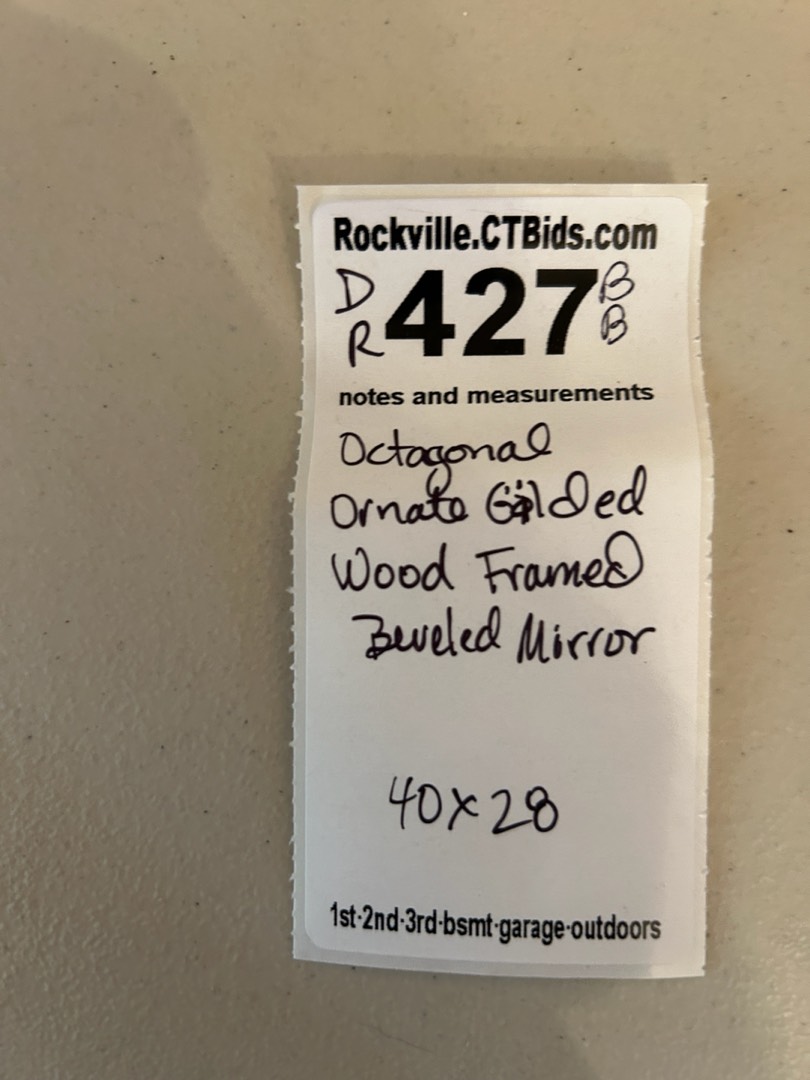 Rockville.CTBids.com
D
R 427 B
B
notes and measurements
Octagonal
Ornate Gilded
Wood Framed
Beveled Mirror
40x28
1st·2nd·3rd·bsmt·garage·outdoors